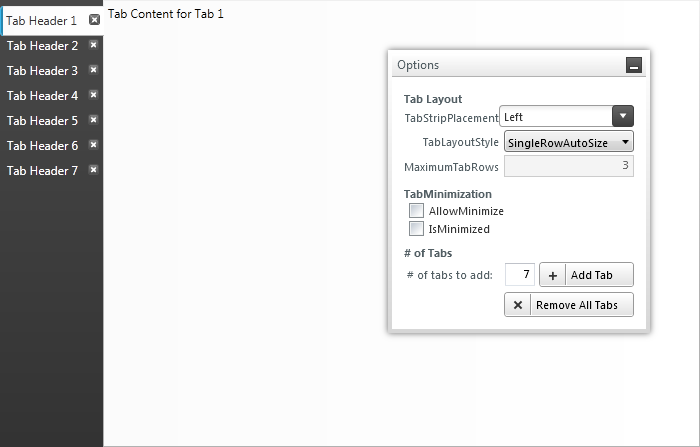 Tab Header 1
Tab Header 2
Tab Header 3
Tab Header 4
Tab Header 5
Tab Header 6
Tab Header 7
Tab Content for Tab 1
Options
Tab Layout
TabStripPlacement Left
TabLayoutStyle SingleRowAutoSize
MaximumTabRows 3
TabMinimization
AllowMinimize
IsMinimized
# of Tabs
# of tabs to add: 7 Add Tab
Remove All Tabs